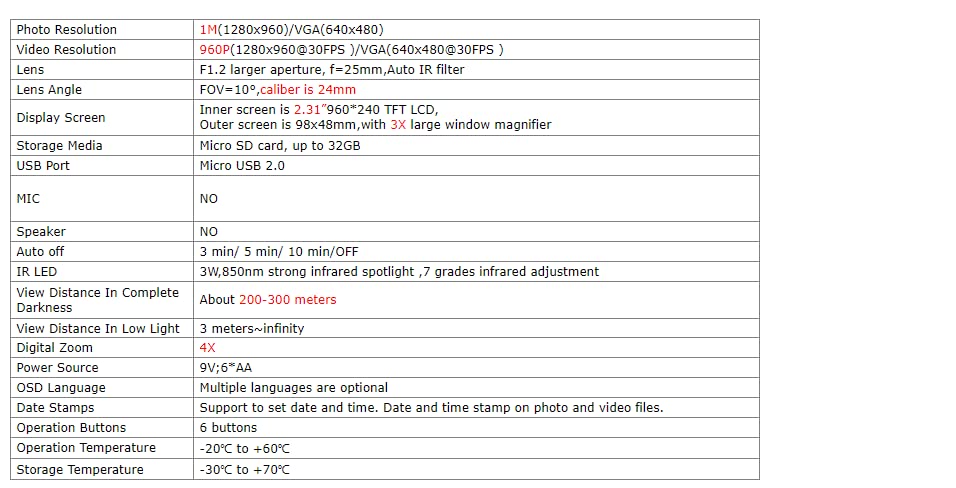 Photo Resolution 1M(1280x960)/VGA(640x480)
Video Resolution 960P(1280x960@30FPS )/VGA(640x480@30FPS )
Lens F1.2 larger aperture, f=25mm,Auto IR filter
Lens Angle FOV=10°,caliber is 24mm
Display Screen Inner screen is 2.31″960*240 TFT LCD,
Outer screen is 98x48mm,with 3X large window magnifier
Storage Media Micro SD card, up to 32GB
USB Port Micro USB 2.0
MIC NO
Speaker NO
Auto off 3 min/ 5 min/ 10 min/OFF
IR LED 3W,850nm strong infrared spotlight ,7 grades infrared adjustment
View Distance In Complete
Darkness About 200-300 meters
View Distance In Low Light 3 meters~infinity
Digital Zoom 4X
Power Source 9V;6*AA
OSD Language Multiple languages are optional
Date Stamps Support to set date and time. Date and time stamp on photo and video files.
Operation Buttons 6 buttons
Operation Temperature -20℃ to +60℃
Storage Temperature -30℃ to +70℃